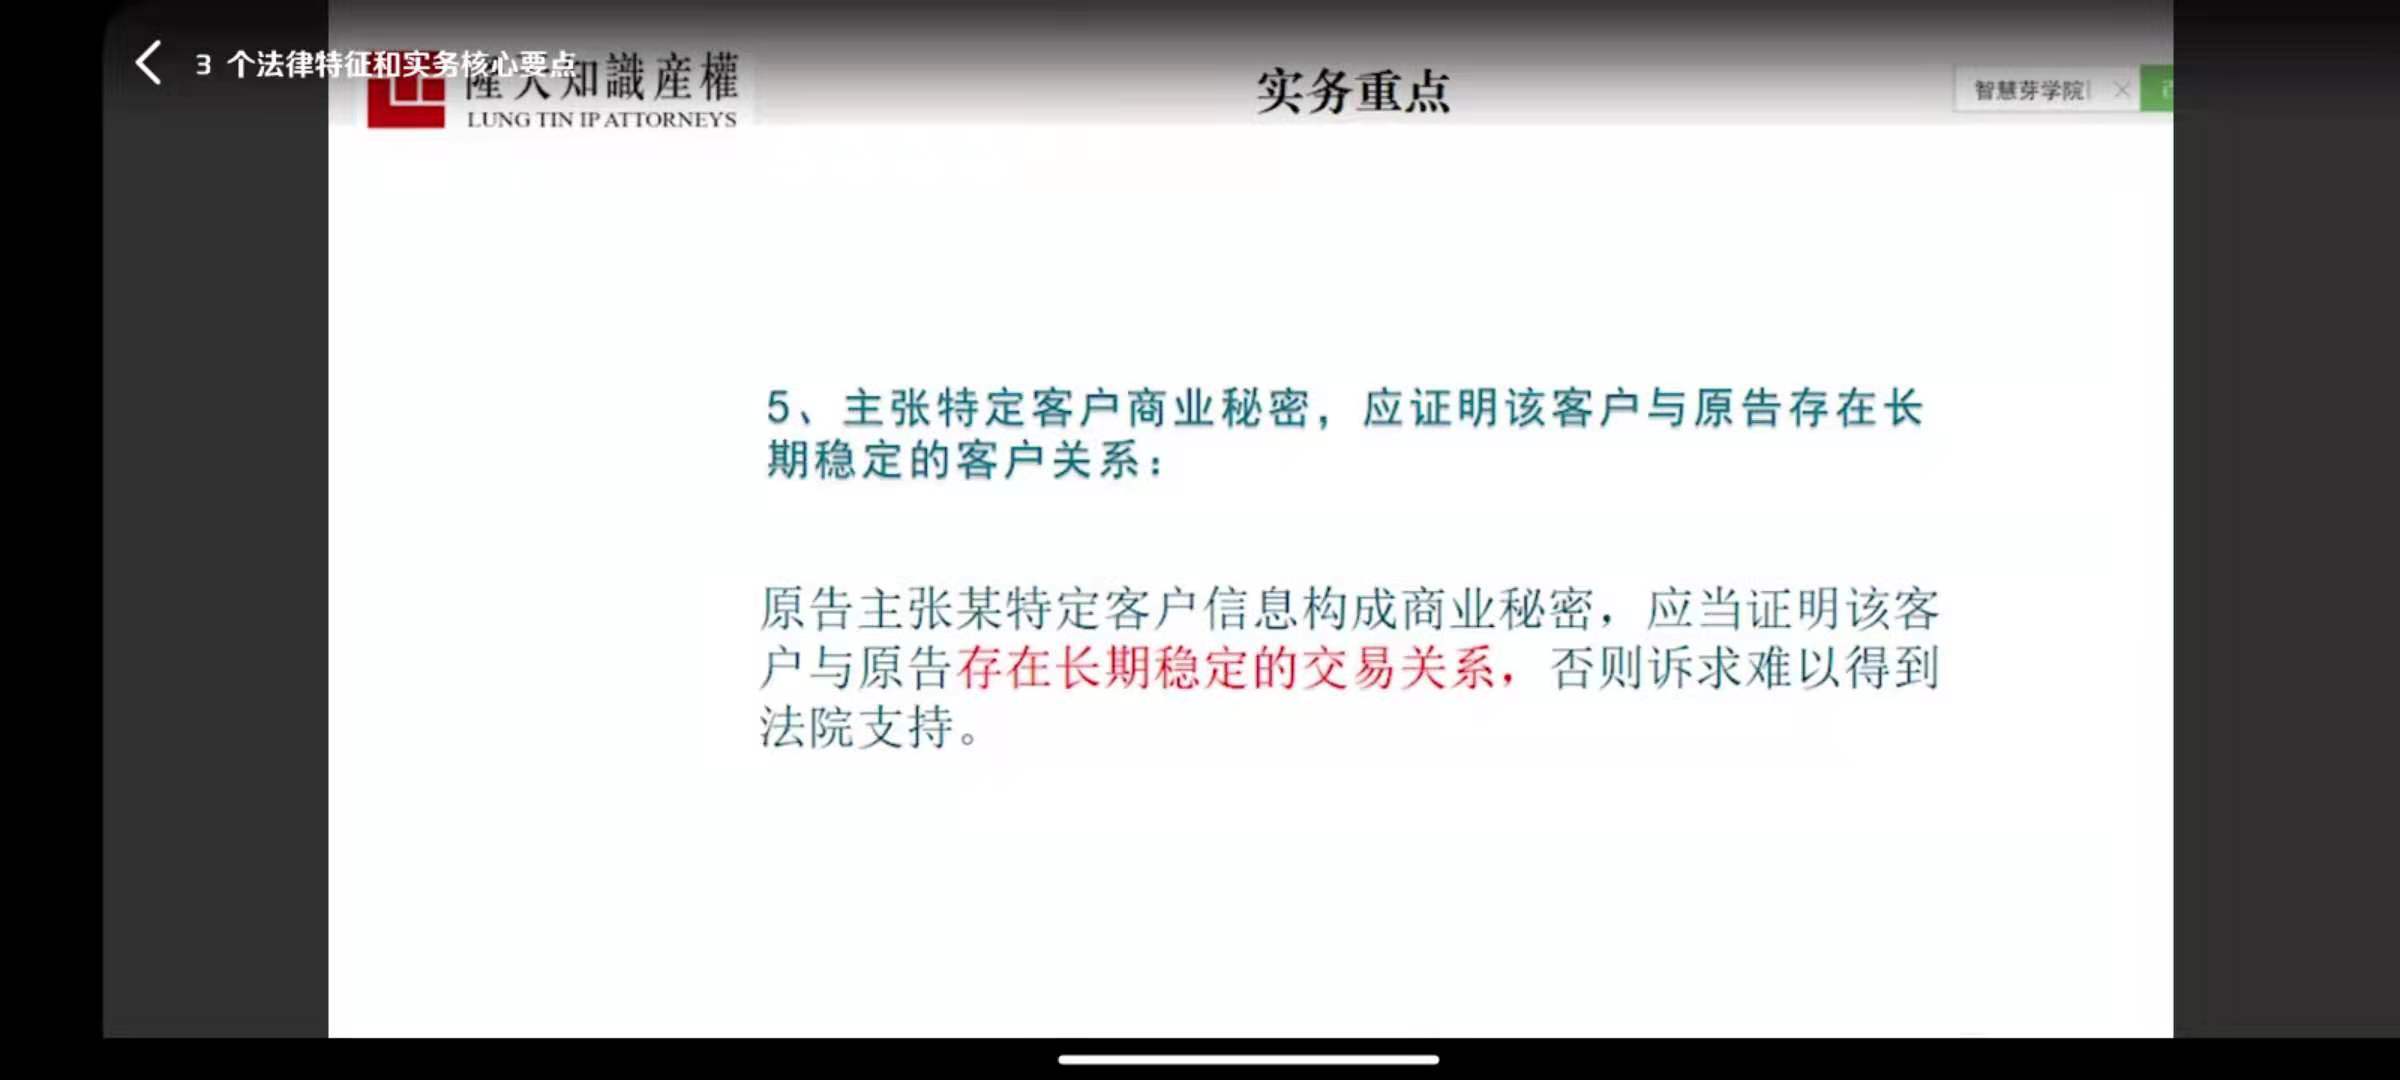 3 个法律特征和实务核心要点
隆天知識産權
LUNG TIN IP ATTORNEYS
实务重点
智慧芽学院
5、主张特定客户商业秘密，应证明该客户与原告存在长
期稳定的客户关系：
原告主张某特定客户信息构成商业秘密，应当证明该客
户与原告存在长期稳定的交易关系，否则诉求难以得到
法院支持。